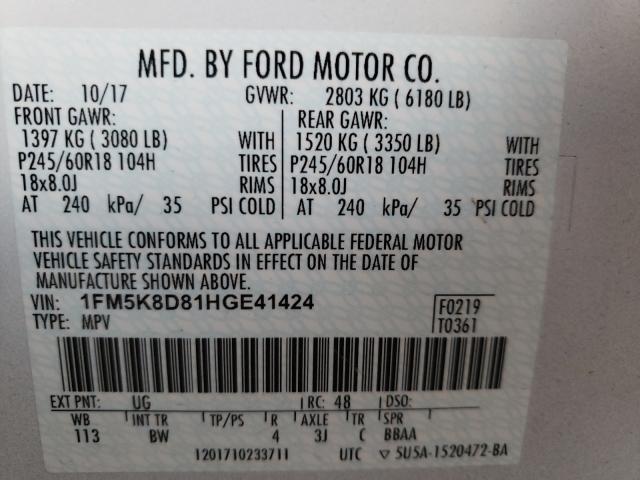 MFD. BY FORD MOTOR CO.
DATE: 10/17 GVWR: 2803 KG ( 6180 LB)
FRONT GAWR: REAR GAWR:
1397 KG ( 3080 LB) WITH 1520 KG ( 3350 LB) WITH
P245/60R18 104H TIRES P245/60R18 104H TIRES
18x8.0J RIMS 18x8.0J RIMS
AT 240 kPa/ 35 PSI COLD AT 240 kPa/ 35 PSI COLD
THIS VEHICLE CONFORMS TO ALL APPLICABLE FEDERAL MOTOR
VEHICLE SAFETY STANDARDS IN EFFECT ON THE DATE OF
MANUFACTURE SHOWN ABOVE.
VIN: 1FM5K8D81HGE41424 F0219
TYPE: MPV T0361
EXT PNT: UG RC: 48 DSO:
WB INT TR TP/PS R AXLE TR SPR
113 BW 4 3J C BBAA
1201710233711 UTC ▽ 5U5A-1520472-BA